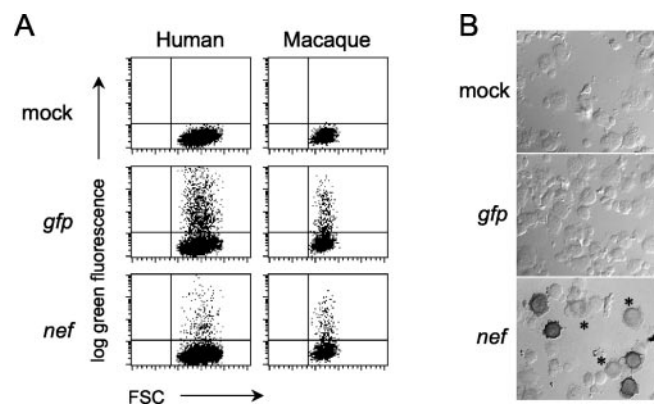 A
B
Human Macaque
mock
mock
gfp
gfp
nef
nef
log green fluorescence
FSC
*
*
*